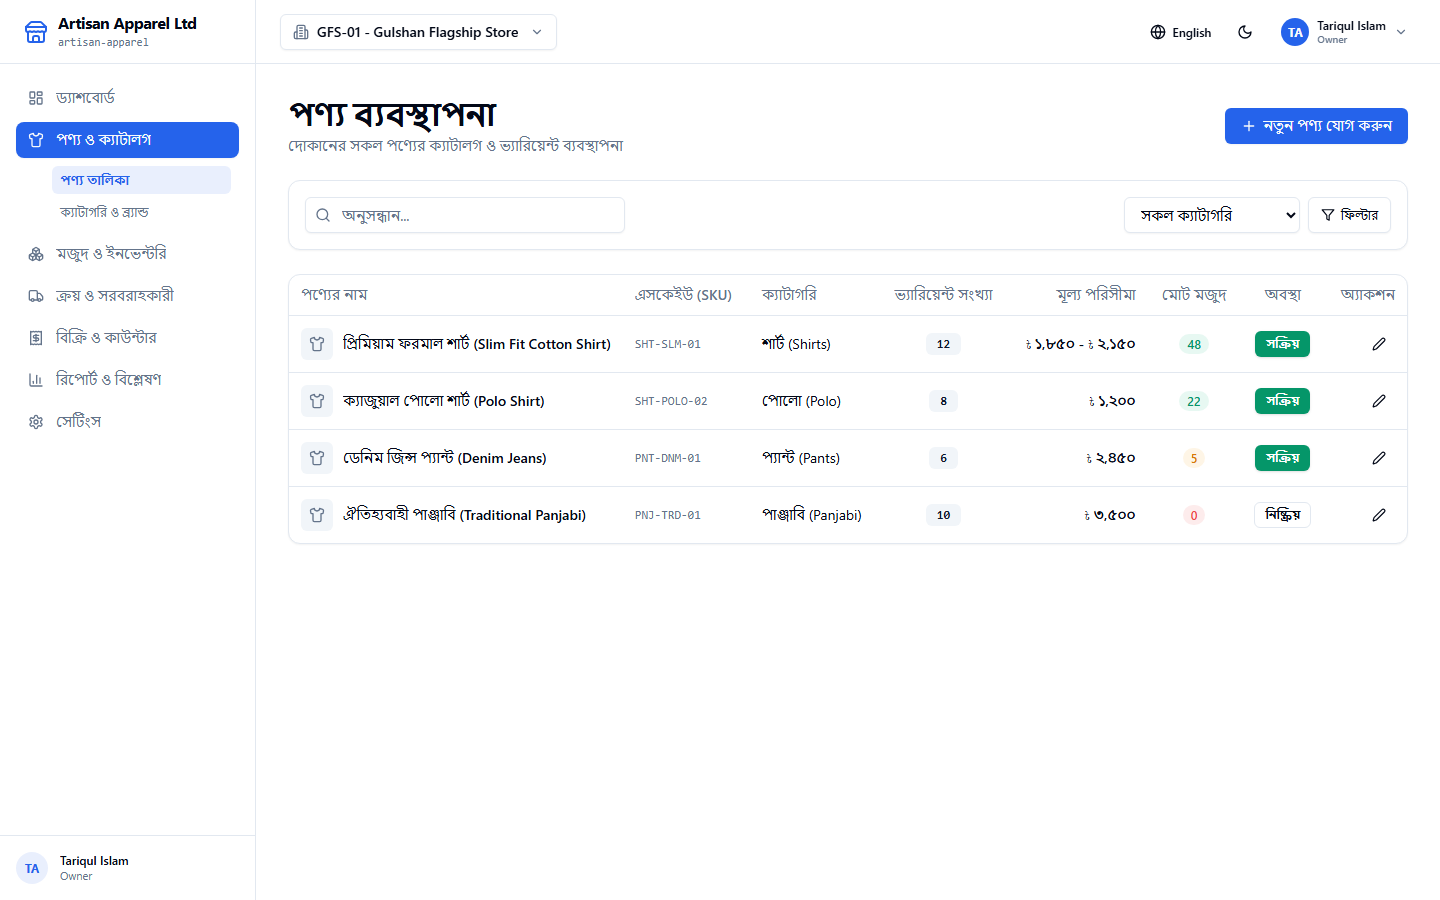 Artisan Apparel Ltd
artisan-apparel
GFS-01 - Gulshan Flagship Store
English
TA
Tariqul Islam
Owner
ড্যাশবোর্ড
পণ্য ও ক্যাটালগ
পণ্য তালিকা
ক্যাটাগরি ও ব্র্যান্ড
মজুদ ও ইনভেন্টরি
ক্রয় ও সরবরাহকারী
বিক্রি ও কাউন্টার
রিপোর্ট ও বিশ্লেষণ
সেটিংস
TA
Tariqul Islam
Owner
পণ্য ব্যবস্থাপনা
দোকানের সকল পণ্যের ক্যাটালগ ও ভ্যারিয়েন্ট ব্যবস্থাপনা
+ নতুন পণ্য যোগ করুন
অনুসন্ধান...
সকল ক্যাটাগরি
ফিল্টার
পণ্যের নাম এসকেইউ (SKU) ক্যাটাগরি ভ্যারিয়েন্ট সংখ্যা মূল্য পরিসীমা মোট মজুদ অবস্থা অ্যাকশন
প্রিমিয়াম ফরমাল শার্ট (Slim Fit Cotton Shirt) SHT-SLM-01 শার্ট (Shirts) 12 ৳ ১,৮৫০ - ৳ ২,১৫০ 48 সক্রিয়
ক্যাজুয়াল পোলো শার্ট (Polo Shirt) SHT-POLO-02 পোলো (Polo) 8 ৳ ১,২০০ 22 সক্রিয়
ডেনিম জিন্স প্যান্ট (Denim Jeans) PNT-DNM-01 প্যান্ট (Pants) 6 ৳ ২,৪৫০ 5 সক্রিয়
ঐতিহ্যবাহী পাঞ্জাবি (Traditional Panjabi) PNJ-TRD-01 পাঞ্জাবি (Panjabi) 10 ৳ ৩,৫০০ 0 নিষ্ক্রিয়